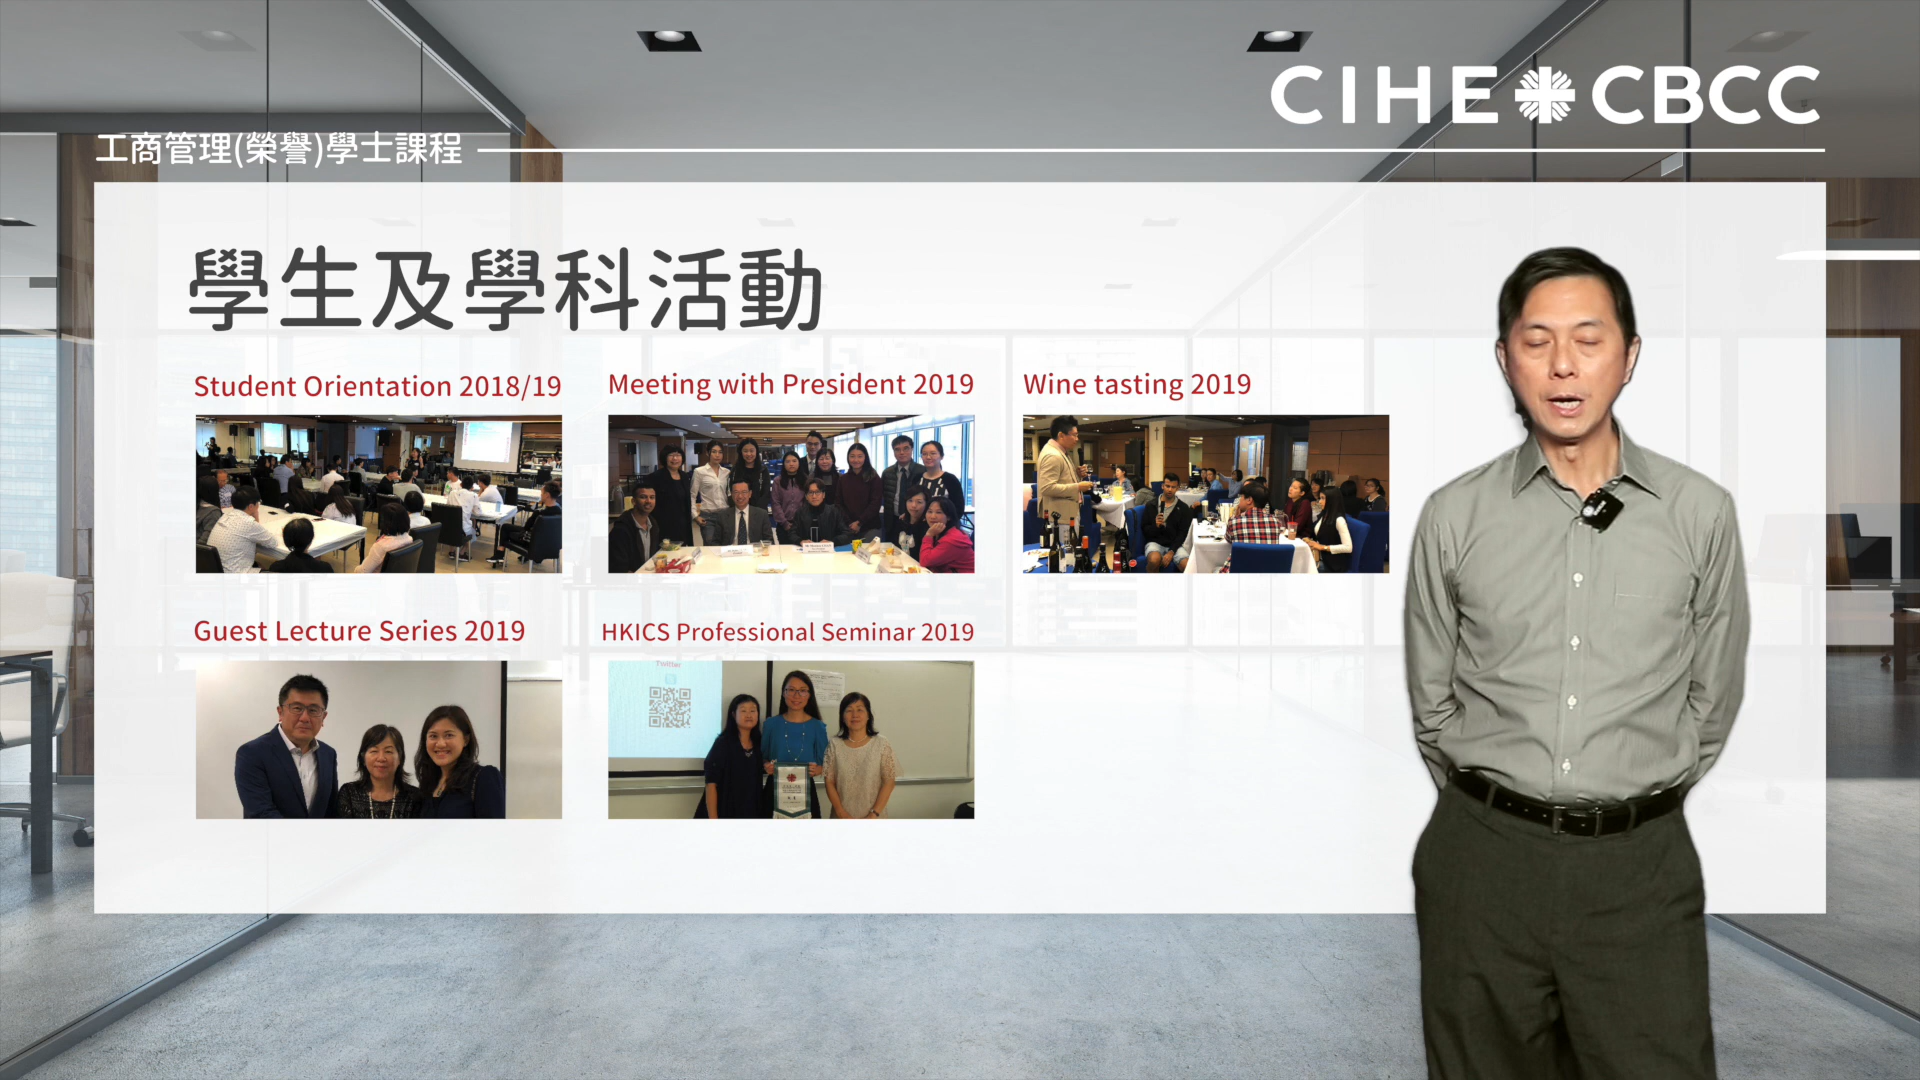 CIHE CBCC
工商管理(榮譽)學士課程
學生及學科活動
Student Orientation 2018/19
Meeting with President 2019
Wine tasting 2019
Guest Lecture Series 2019
HKICS Professional Seminar 2019
Twitter